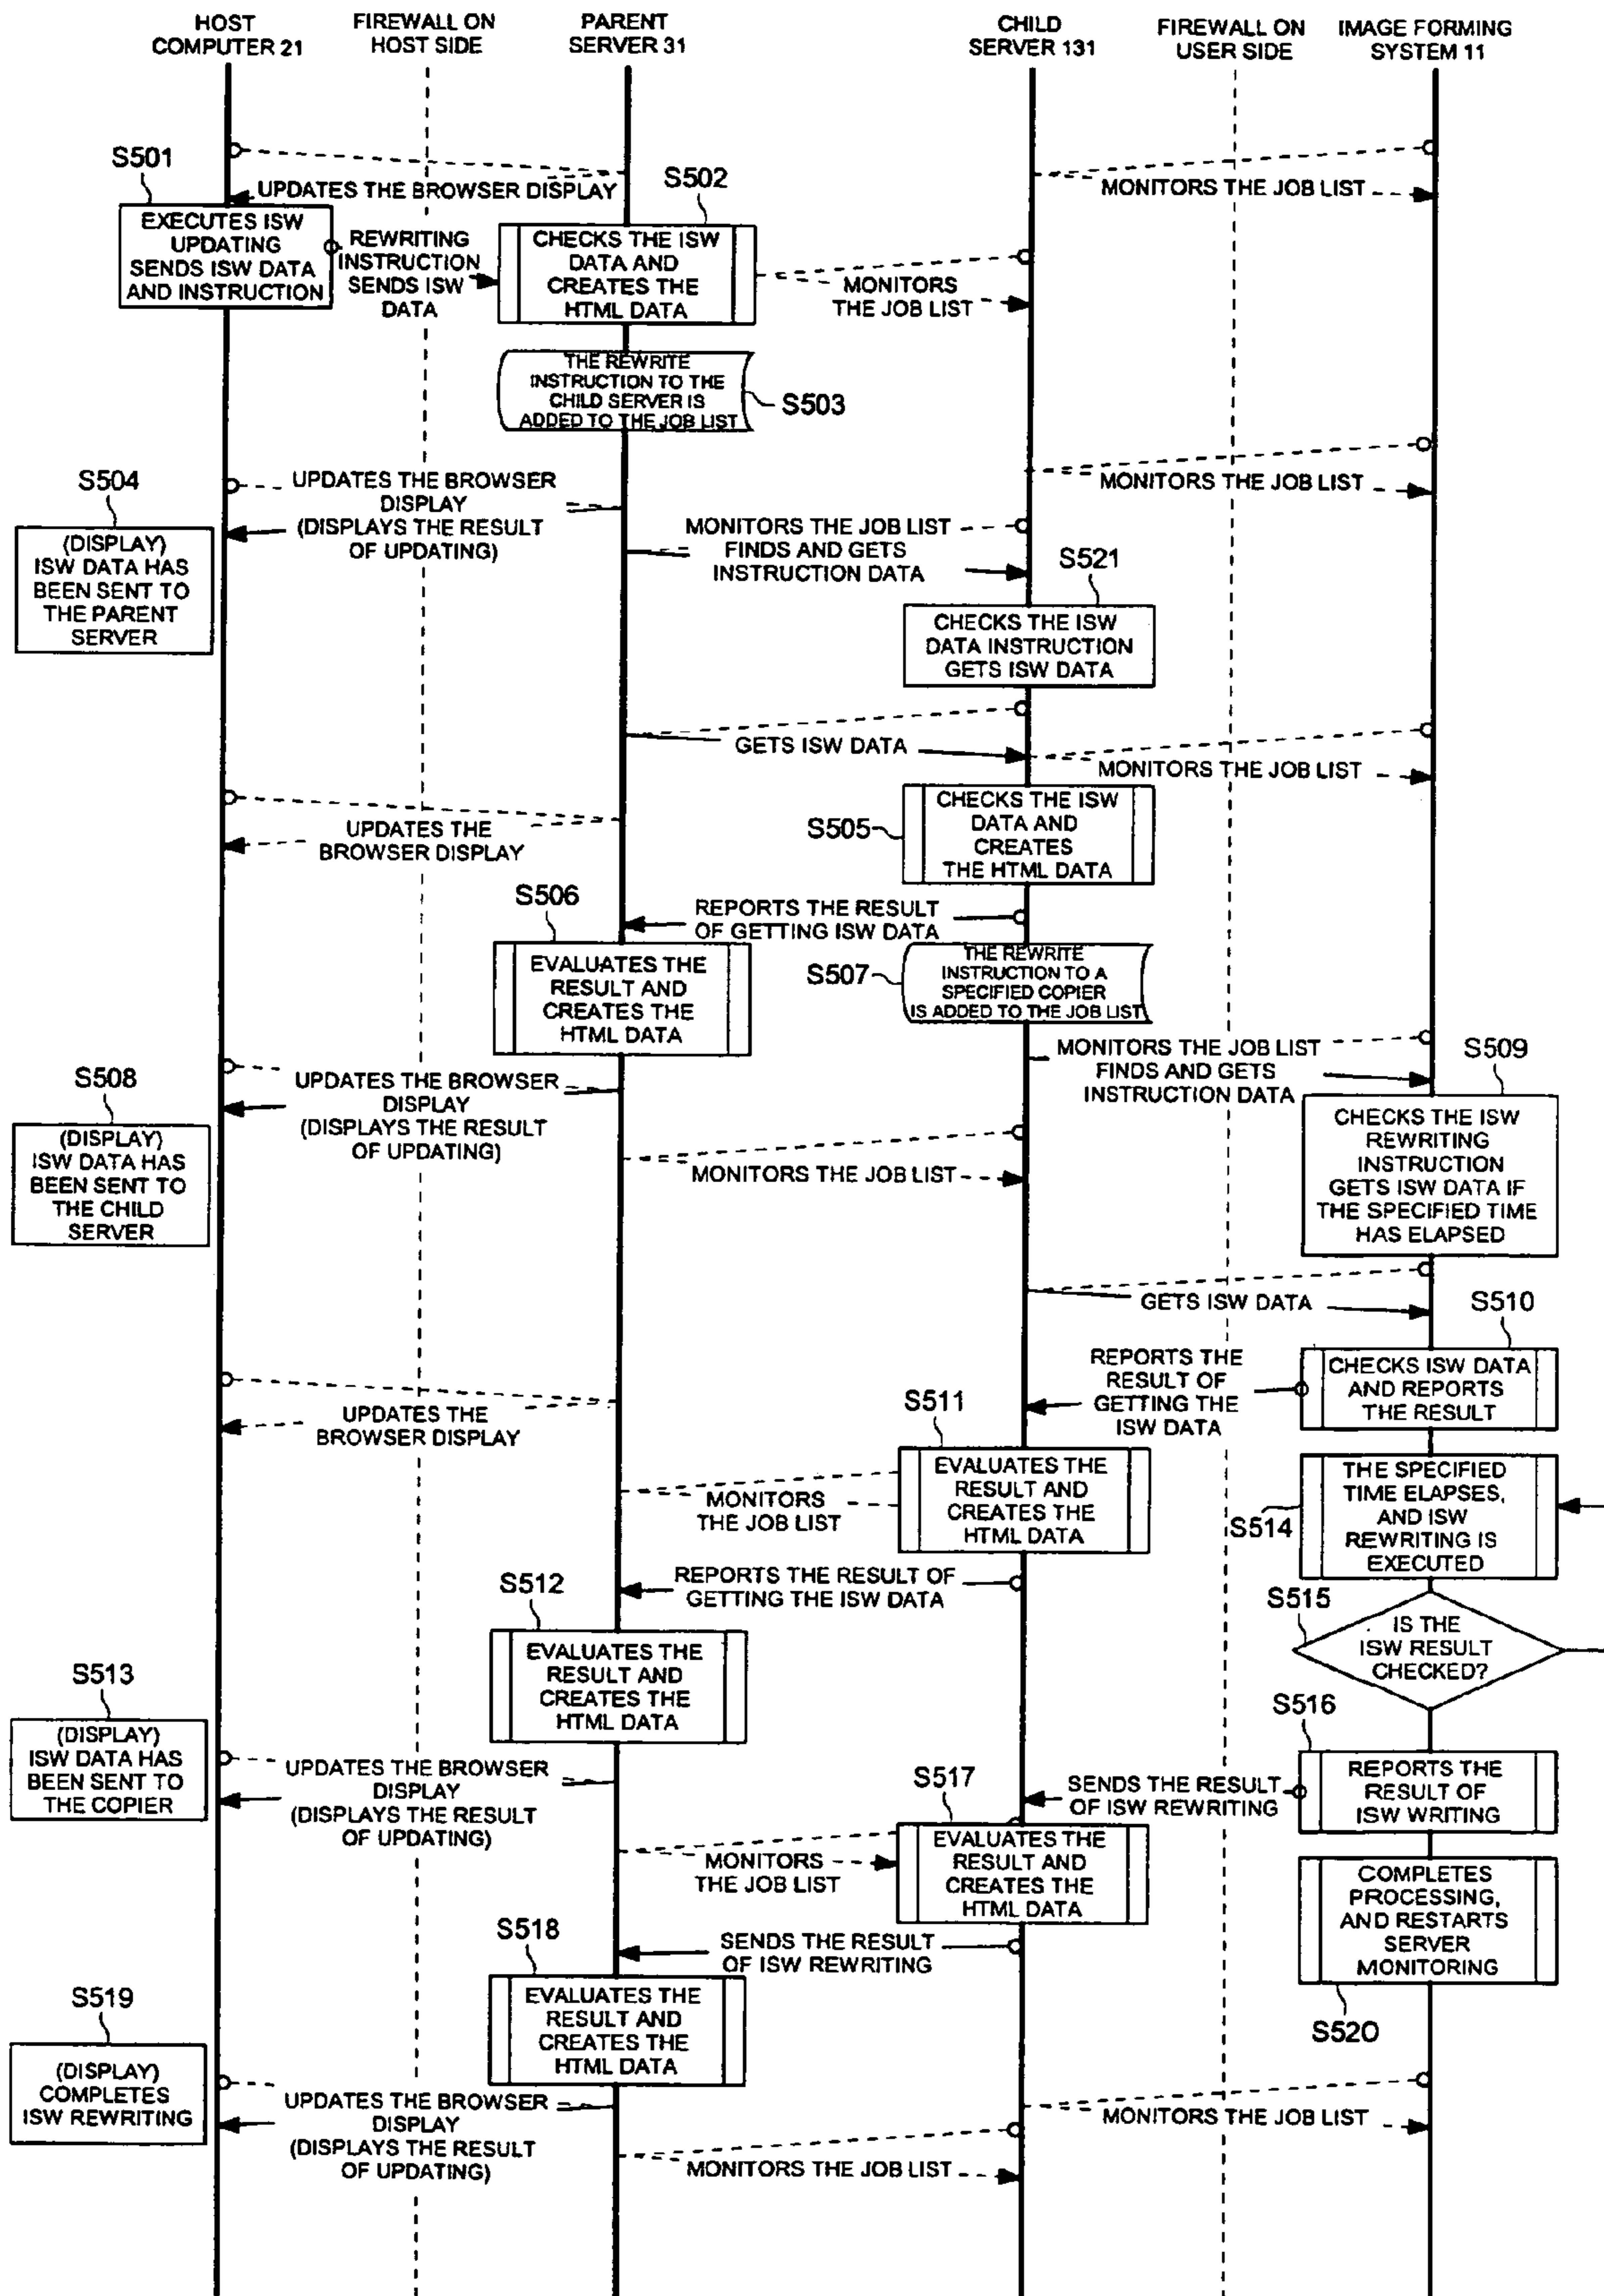 HOST
COMPUTER 21
FIREWALL ON
HOST SIDE
PARENT
SERVER 31
CHILD
SERVER 131
FIREWALL ON
USER SIDE
IMAGE FORMING
SYSTEM 11
UPDATES THE BROWSER DISPLAY
MONITORS THE JOB LIST
S501
EXECUTES ISW
UPDATING
SENDS ISW DATA
AND INSTRUCTION
REWRITING
INSTRUCTION
SENDS ISW
DATA
S502
CHECKS THE ISW
DATA AND
CREATES THE
HTML DATA
MONITORS
THE JOB LIST
THE REWRITE
INSTRUCTION TO THE
CHILD SERVER IS
ADDED TO THE JOB LIST
S503
MONITORS THE JOB LIST
S504
(DISPLAY)
ISW DATA HAS
BEEN SENT TO
THE PARENT
SERVER
UPDATES THE BROWSER
DISPLAY
(DISPLAYS THE RESULT
OF UPDATING)
MONITORS THE JOB LIST
FINDS AND GETS
INSTRUCTION DATA
S521
CHECKS THE ISW
DATA INSTRUCTION
GETS ISW DATA
GETS ISW DATA
MONITORS THE JOB LIST
UPDATES THE
BROWSER DISPLAY
S505
CHECKS THE ISW
DATA AND
CREATES
THE HTML DATA
REPORTS THE RESULT
OF GETTING ISW DATA
S506
EVALUATES THE
RESULT AND
CREATES THE
HTML DATA
S507
THE REWRITE
INSTRUCTION TO A
SPECIFIED COPIER
IS ADDED TO THE JOB LIST
MONITORS THE JOB LIST
FINDS AND GETS
INSTRUCTION DATA
S508
(DISPLAY)
ISW DATA HAS
BEEN SENT TO
THE CHILD
SERVER
UPDATES THE BROWSER
DISPLAY
(DISPLAYS THE RESULT
OF UPDATING)
MONITORS THE JOB LIST
S509
CHECKS THE ISW
REWRITING
INSTRUCTION
GETS ISW DATA IF
THE SPECIFIED TIME
HAS ELAPSED
GETS ISW DATA
S510
CHECKS ISW DATA
AND REPORTS
THE RESULT
REPORTS THE
RESULT OF
GETTING THE
ISW DATA
UPDATES THE
BROWSER DISPLAY
S511
EVALUATES THE
RESULT AND
CREATES THE
HTML DATA
MONITORS
THE JOB LIST
S514
THE SPECIFIED
TIME ELAPSES,
AND ISW
REWRITING IS
EXECUTED
REPORTS THE RESULT OF
GETTING THE ISW DATA
S512
EVALUATES THE
RESULT AND
CREATES THE
HTML DATA
S515
IS THE
ISW RESULT
CHECKED?
S513
(DISPLAY)
ISW DATA HAS
BEEN SENT TO
THE COPIER
UPDATES THE BROWSER
DISPLAY
(DISPLAYS THE RESULT
OF UPDATING)
S516
REPORTS THE
RESULT OF
ISW WRITING
SENDS THE RESULT
OF ISW REWRITING
S517
EVALUATES THE
RESULT AND
CREATES THE
HTML DATA
MONITORS
THE JOB LIST
COMPLETES
PROCESSING,
AND RESTARTS
SERVER
MONITORING
S520
SENDS THE RESULT
OF ISW REWRITING
S518
EVALUATES THE
RESULT AND
CREATES THE
HTML DATA
S519
(DISPLAY)
COMPLETES
ISW REWRITING
UPDATES THE BROWSER
DISPLAY
(DISPLAYS THE RESULT
OF UPDATING)
MONITORS THE JOB LIST
MONITORS THE JOB LIST